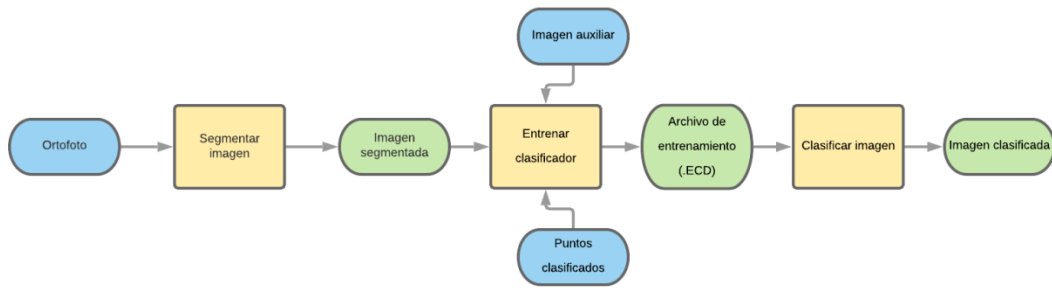 Imagen auxiliar
Ortofoto
Segmentar
imagen
Imagen
segmentada
Entrenar
clasificador
Archivo de
entrenamiento
(.ECD)
Clasificar imagen
Imagen clasificada
Puntos
clasificados